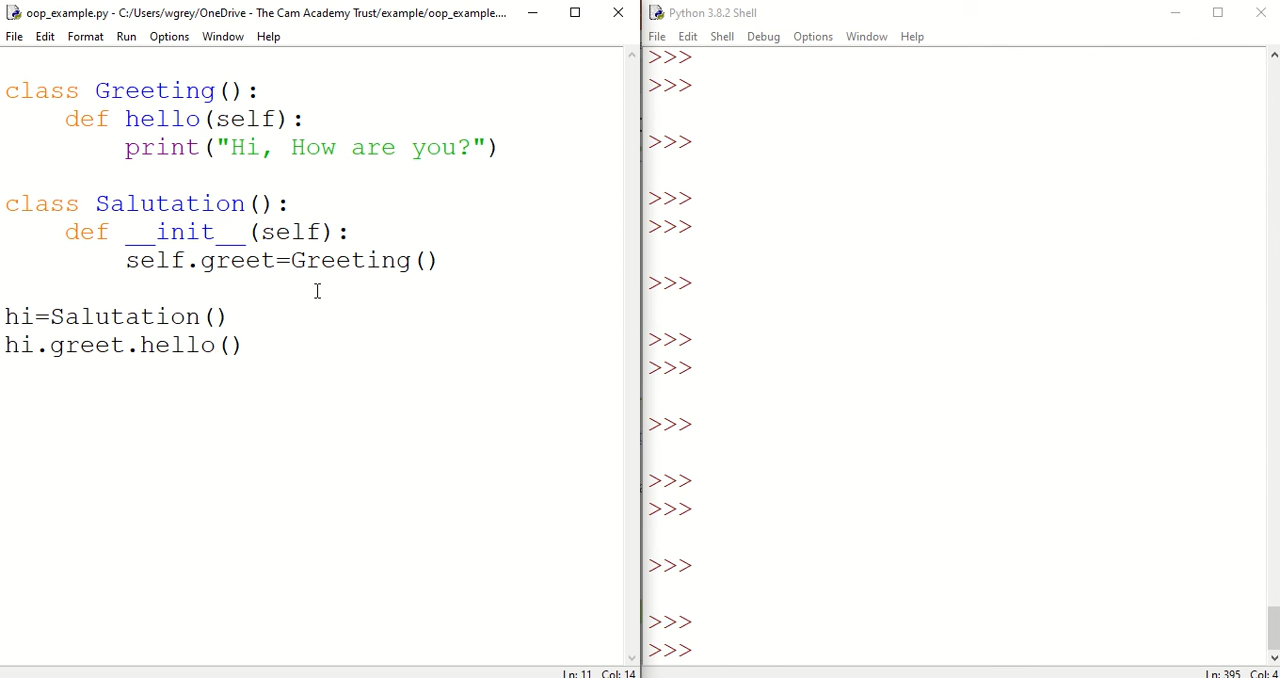 oop_example.py - C:/Users/wgrey/OneDrive - The Cam Academy Trust/example/oop_example....
File Edit Format Run Options Window Help
class Greeting():
    def hello(self):
        print("Hi, How are you?")
class Salutation():
    def __init__(self):
        self.greet=Greeting()
hi=Salutation()
hi.greet.hello()
Ln: 11 Col: 14
Python 3.8.2 Shell
File Edit Shell Debug Options Window Help
>>>
>>>
>>>
>>>
>>>
>>>
>>>
>>>
>>>
>>>
>>>
>>>
>>>
>>>
Ln: 395 Col: 4